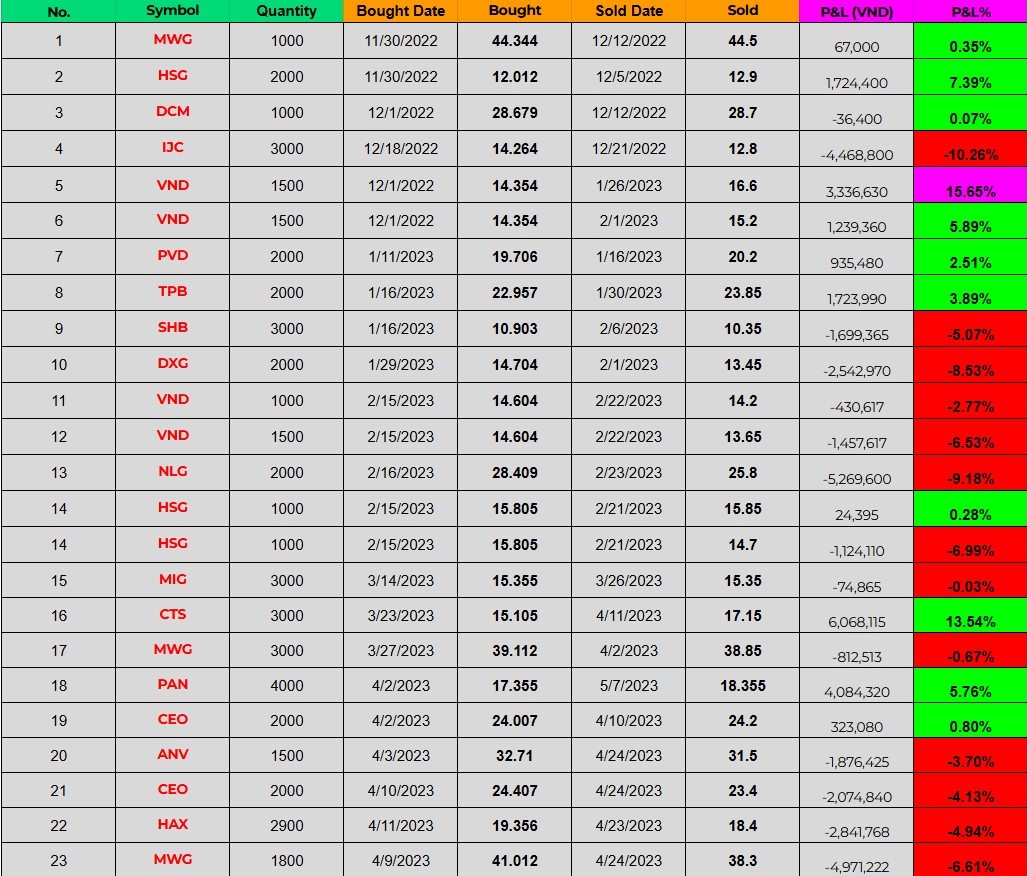 No. Symbol Quantity Bought Date Bought Sold Date Sold P&L (VND) P&L%
1 MWG 1000 11/30/2022 44.344 12/12/2022 44.5 67,000 0.35%
2 HSG 2000 11/30/2022 12.012 12/5/2022 12.9 1,724,400 7.39%
3 DCM 1000 12/1/2022 28.679 12/12/2022 28.7 -36,400 0.07%
4 IJC 3000 12/18/2022 14.264 12/21/2022 12.8 -4,468,800 -10.26%
5 VND 1500 12/1/2022 14.354 1/26/2023 16.6 3,336,630 15.65%
6 VND 1500 12/1/2022 14.354 2/1/2023 15.2 1,239,360 5.89%
7 PVD 2000 1/11/2023 19.706 1/16/2023 20.2 935,480 2.51%
8 TPB 2000 1/16/2023 22.957 1/30/2023 23.85 1,723,990 3.89%
9 SHB 3000 1/16/2023 10.903 2/6/2023 10.35 -1,699,365 -5.07%
10 DXG 2000 1/29/2023 14.704 2/1/2023 13.45 -2,542,970 -8.53%
11 VND 1000 2/15/2023 14.604 2/22/2023 14.2 -430,617 -2.77%
12 VND 1500 2/15/2023 14.604 2/22/2023 13.65 -1,457,617 -6.53%
13 NLG 2000 2/16/2023 28.409 2/23/2023 25.8 -5,269,600 -9.18%
14 HSG 1000 2/15/2023 15.805 2/21/2023 15.85 24,395 0.28%
14 HSG 1000 2/15/2023 15.805 2/21/2023 14.7 -1,124,110 -6.99%
15 MIG 3000 3/14/2023 15.355 3/26/2023 15.35 -74,865 -0.03%
16 CTS 3000 3/23/2023 15.105 4/11/2023 17.15 6,068,115 13.54%
17 MWG 3000 3/27/2023 39.112 4/2/2023 38.85 -812,513 -0.67%
18 PAN 4000 4/2/2023 17.355 5/7/2023 18.355 4,084,320 5.76%
19 CEO 2000 4/2/2023 24.007 4/10/2023 24.2 323,080 0.80%
20 ANV 1500 4/3/2023 32.71 4/24/2023 31.5 -1,876,425 -3.70%
21 CEO 2000 4/10/2023 24.407 4/24/2023 23.4 -2,074,840 -4.13%
22 HAX 2900 4/11/2023 19.356 4/23/2023 18.4 -2,841,768 -4.94%
23 MWG 1800 4/9/2023 41.012 4/24/2023 38.3 -4,971,222 -6.61%